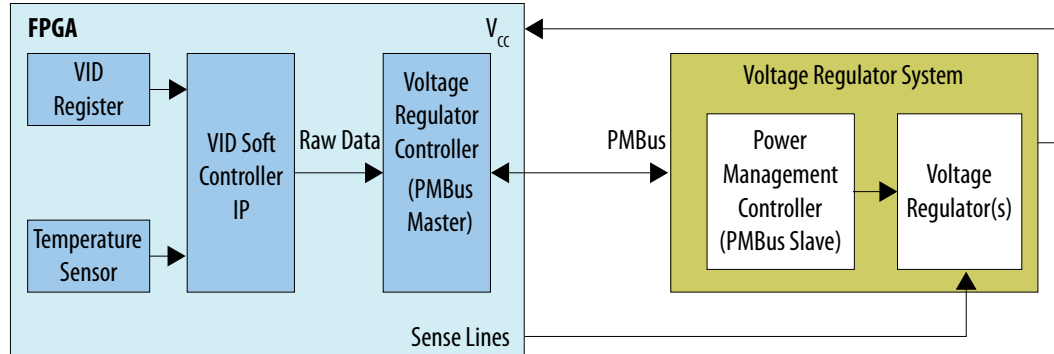 FPGA
VCC
VID
Register
Temperature
Sensor
VID Soft
Controller
IP
Raw Data
Voltage
Regulator
Controller
(PMBus
Master)
Sense Lines
PMBus
Voltage Regulator System
Power
Management
Controller
(PMBus Slave)
Voltage
Regulator(s)